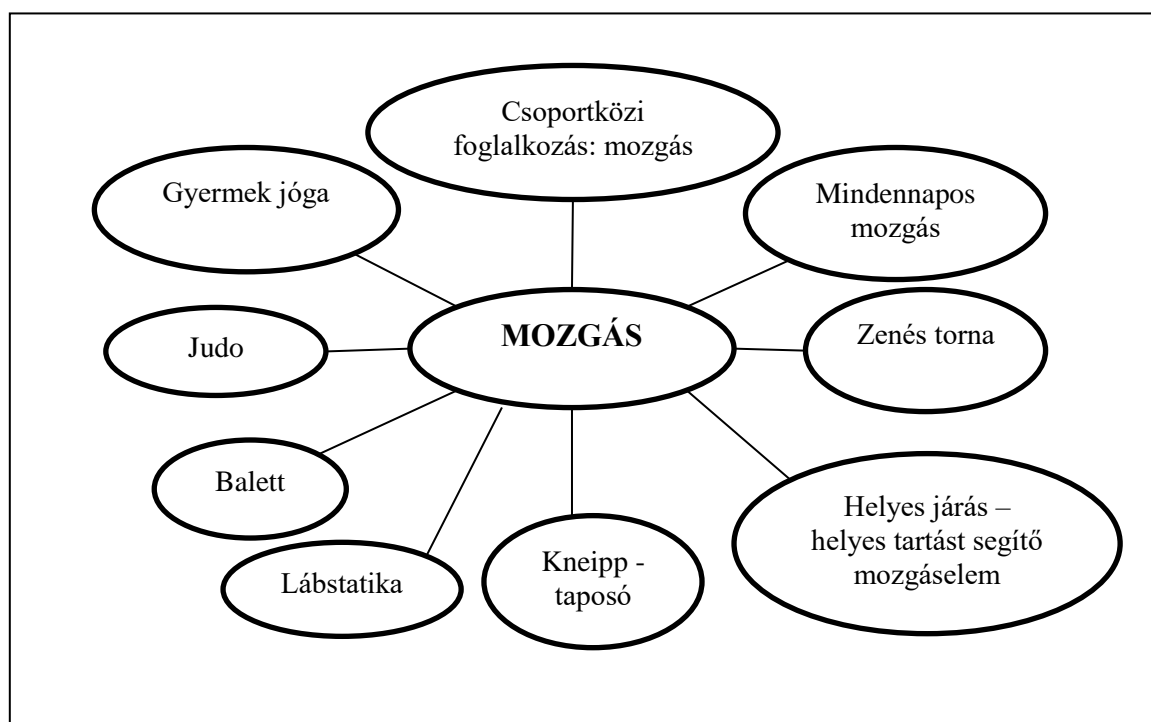 Csoportközi
foglalkozás: mozgás
Gyermek jóga
Mindennapos
mozgás
MOZGÁS
Zenés torna
Judo
Balett
Helyes járás –
helyes tartást segítő
mozgáselem
Lábstatika
Kneipp -
taposó